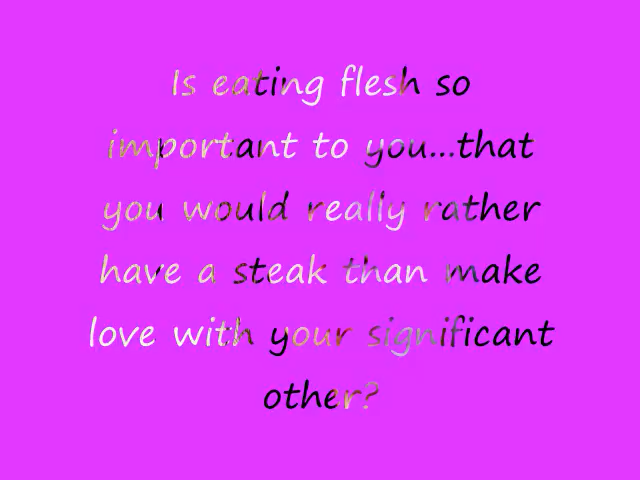 Is eating flesh so
important to you...that
you would really rather
have a steak than make
love with your significant
other?